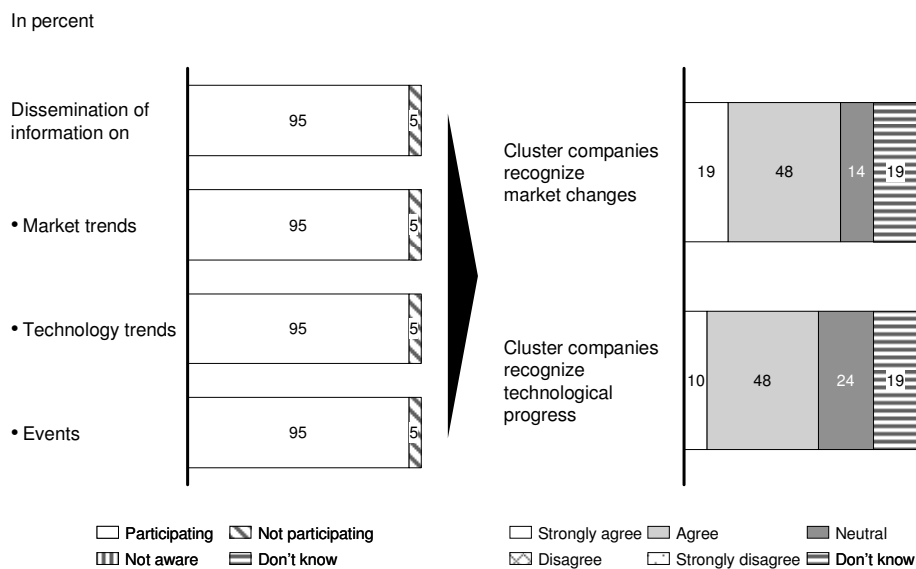 In percent
Dissemination of
information on
95
5
• Market trends
95
5
• Technology trends
95
5
• Events
95
5
Participating
Not participating
Not aware
Don't know
Cluster companies
recognize
market changes
19
48
14
19
Cluster companies
recognize
technological
progress
10
48
24
19
Strongly agree
Agree
Neutral
Disagree
Strongly disagree
Don't know